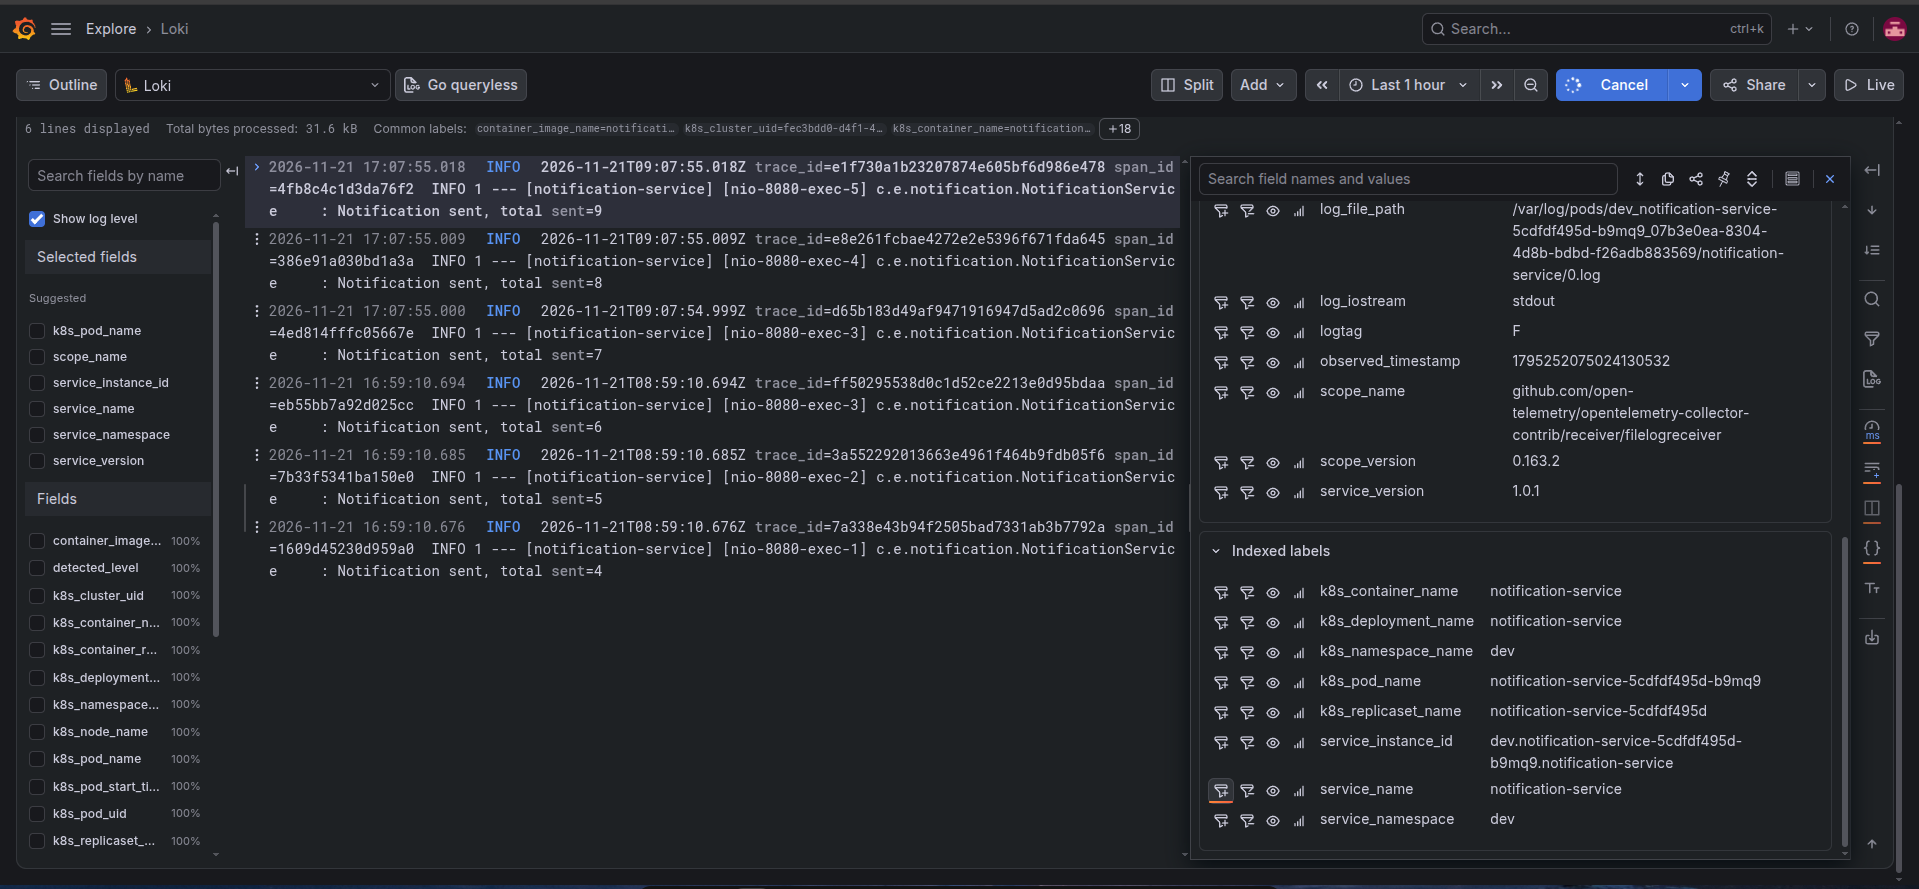 Explore › Loki
Search... ctrl+k
Outline
Loki
Go queryless
Split
Add
Last 1 hour
Cancel
Share
Live
6 lines displayed Total bytes processed: 31.6 kB Common labels: container_image_name=notificati… k8s_cluster_uid=fec3bdd0-d4f1-4… k8s_container_name=notification… +18
Search fields by name
Show log level
Selected fields
Suggested
k8s_pod_name
scope_name
service_instance_id
service_name
service_namespace
service_version
Fields
container_image... 100%
detected_level 100%
k8s_cluster_uid 100%
k8s_container_n... 100%
k8s_container_r... 100%
k8s_deployment... 100%
k8s_namespace... 100%
k8s_node_name 100%
k8s_pod_name 100%
k8s_pod_start_ti... 100%
k8s_pod_uid 100%
k8s_replicaset_... 100%
2026-11-21 17:07:55.018 INFO 2026-11-21T09:07:55.018Z trace_id=e1f730a1b23207874e605bf6d986e478 span_id
=4fb8c4c1d3da76f2 INFO 1 --- [notification-service] [nio-8080-exec-5] c.e.notification.NotificationServic
e : Notification sent, total sent=9
2026-11-21 17:07:55.009 INFO 2026-11-21T09:07:55.009Z trace_id=e8e261fcbae4272e2e5396f671fda645 span_id
=386e91a030bd1a3a INFO 1 --- [notification-service] [nio-8080-exec-4] c.e.notification.NotificationServic
e : Notification sent, total sent=8
2026-11-21 17:07:55.000 INFO 2026-11-21T09:07:54.999Z trace_id=d65b183d49af9471916947d5ad2c0696 span_id
=4ed814fffc05667e INFO 1 --- [notification-service] [nio-8080-exec-3] c.e.notification.NotificationServic
e : Notification sent, total sent=7
2026-11-21 16:59:10.694 INFO 2026-11-21T08:59:10.694Z trace_id=ff50295538d0c1d52ce2213e0d95bdaa span_id
=eb55bb7a92d025cc INFO 1 --- [notification-service] [nio-8080-exec-3] c.e.notification.NotificationServic
e : Notification sent, total sent=6
2026-11-21 16:59:10.685 INFO 2026-11-21T08:59:10.685Z trace_id=3a552292013663e4961f464b9fdb05f6 span_id
=7b33f5341ba150e0 INFO 1 --- [notification-service] [nio-8080-exec-2] c.e.notification.NotificationServic
e : Notification sent, total sent=5
2026-11-21 16:59:10.676 INFO 2026-11-21T08:59:10.676Z trace_id=7a338e43b94f2505bad7331ab3b7792a span_id
=1609d45230d959a0 INFO 1 --- [notification-service] [nio-8080-exec-1] c.e.notification.NotificationServic
e : Notification sent, total sent=4
Search field names and values
log_file_path /var/log/pods/dev_notification-service-
5cdfdf495d-b9mq9_07b3e0ea-8304-
4d8b-bdbd-f26adb883569/notification-
service/0.log
log_iostream stdout
logtag F
observed_timestamp 1795252075024130532
scope_name github.com/open-
telemetry/opentelemetry-collector-
contrib/receiver/filelogreceiver
scope_version 0.163.2
service_version 1.0.1
Indexed labels
k8s_container_name notification-service
k8s_deployment_name notification-service
k8s_namespace_name dev
k8s_pod_name notification-service-5cdfdf495d-b9mq9
k8s_replicaset_name notification-service-5cdfdf495d
service_instance_id dev.notification-service-5cdfdf495d-
b9mq9.notification-service
service_name notification-service
service_namespace dev
LOG
ms